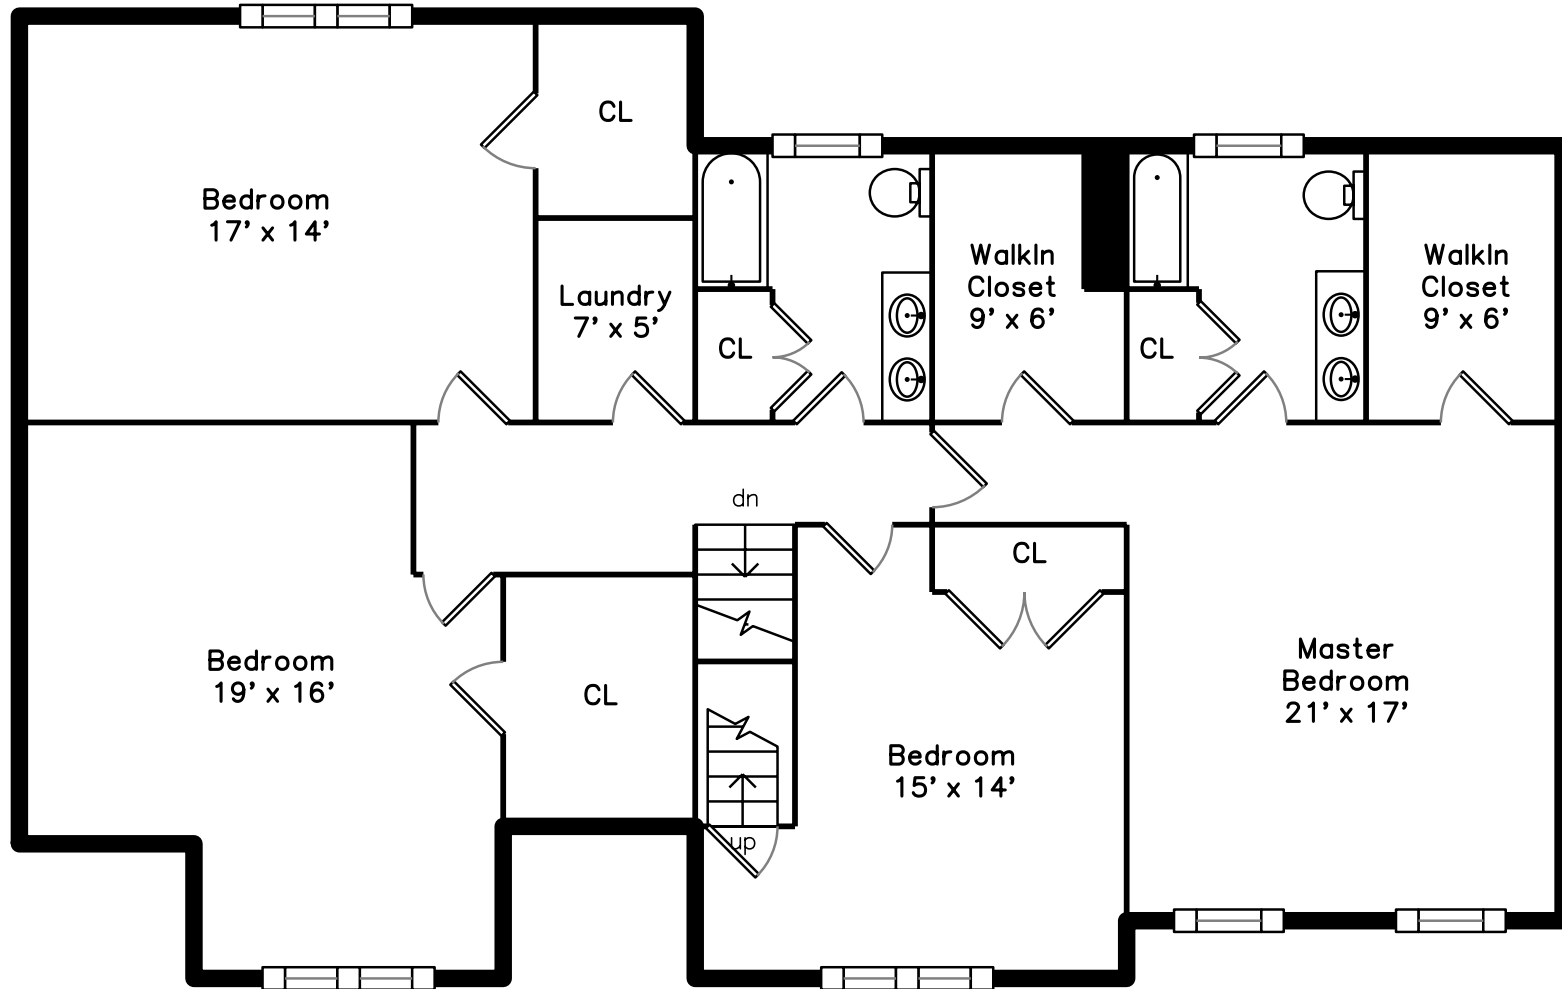 CL
Bedroom
17' x 14'
Laundry
7' x 5'
CL
WalkIn
Closet
9' x 6'
CL
WalkIn
Closet
9' x 6'
dn
CL
Bedroom
19' x 16'
CL
up
Bedroom
15' x 14'
Master
Bedroom
21' x 17'